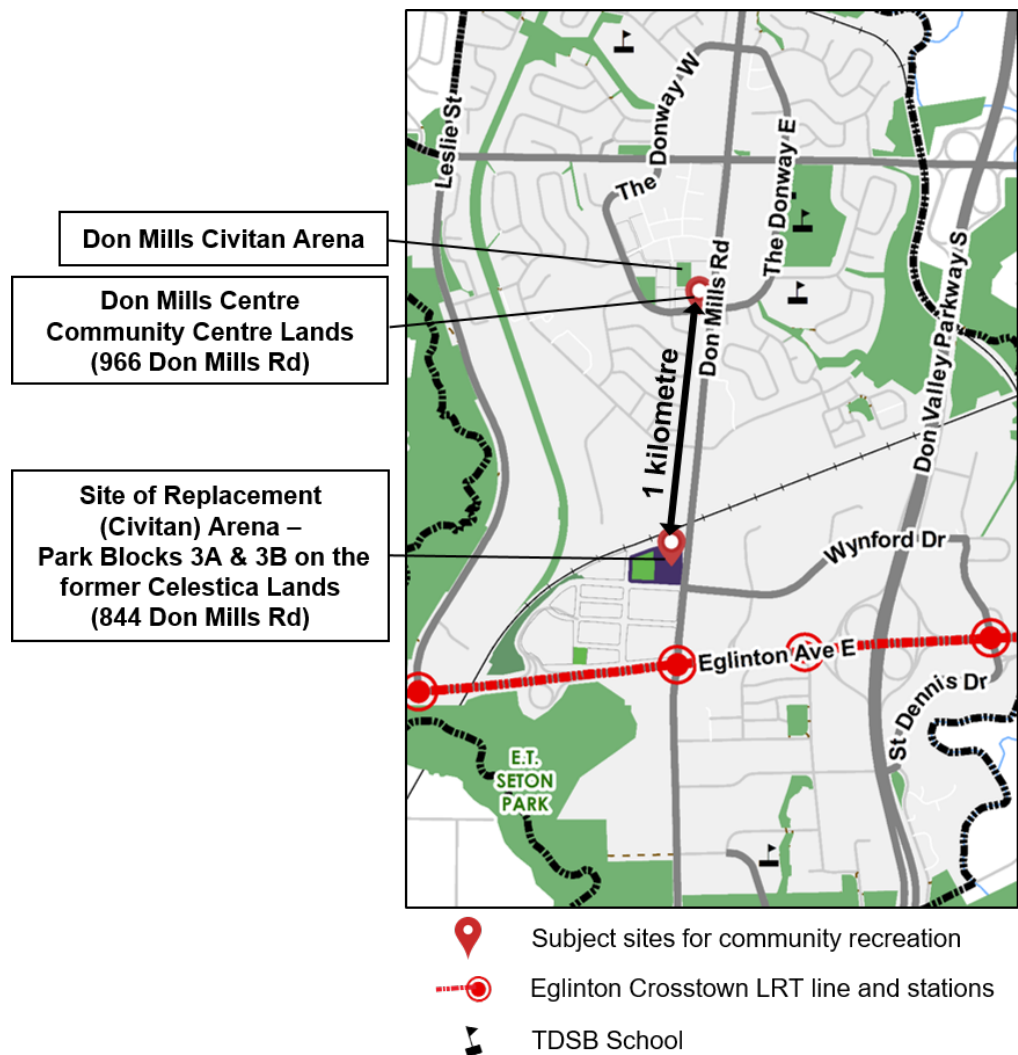 Don Mills Civitan Arena
Don Mills Centre
Community Centre Lands
(966 Don Mills Rd)
Site of Replacement
(Civitan) Arena –
Park Blocks 3A & 3B on the
former Celestica Lands
(844 Don Mills Rd)
Leslie St
The Donway W
The Donway E
Don Mills Rd
Don Valley Parkway S
1 kilometre
Wynford Dr
Eglinton Ave E
St Dennis Dr
E.T.
SETON
PARK
Subject sites for community recreation
Eglinton Crosstown LRT line and stations
TDSB School